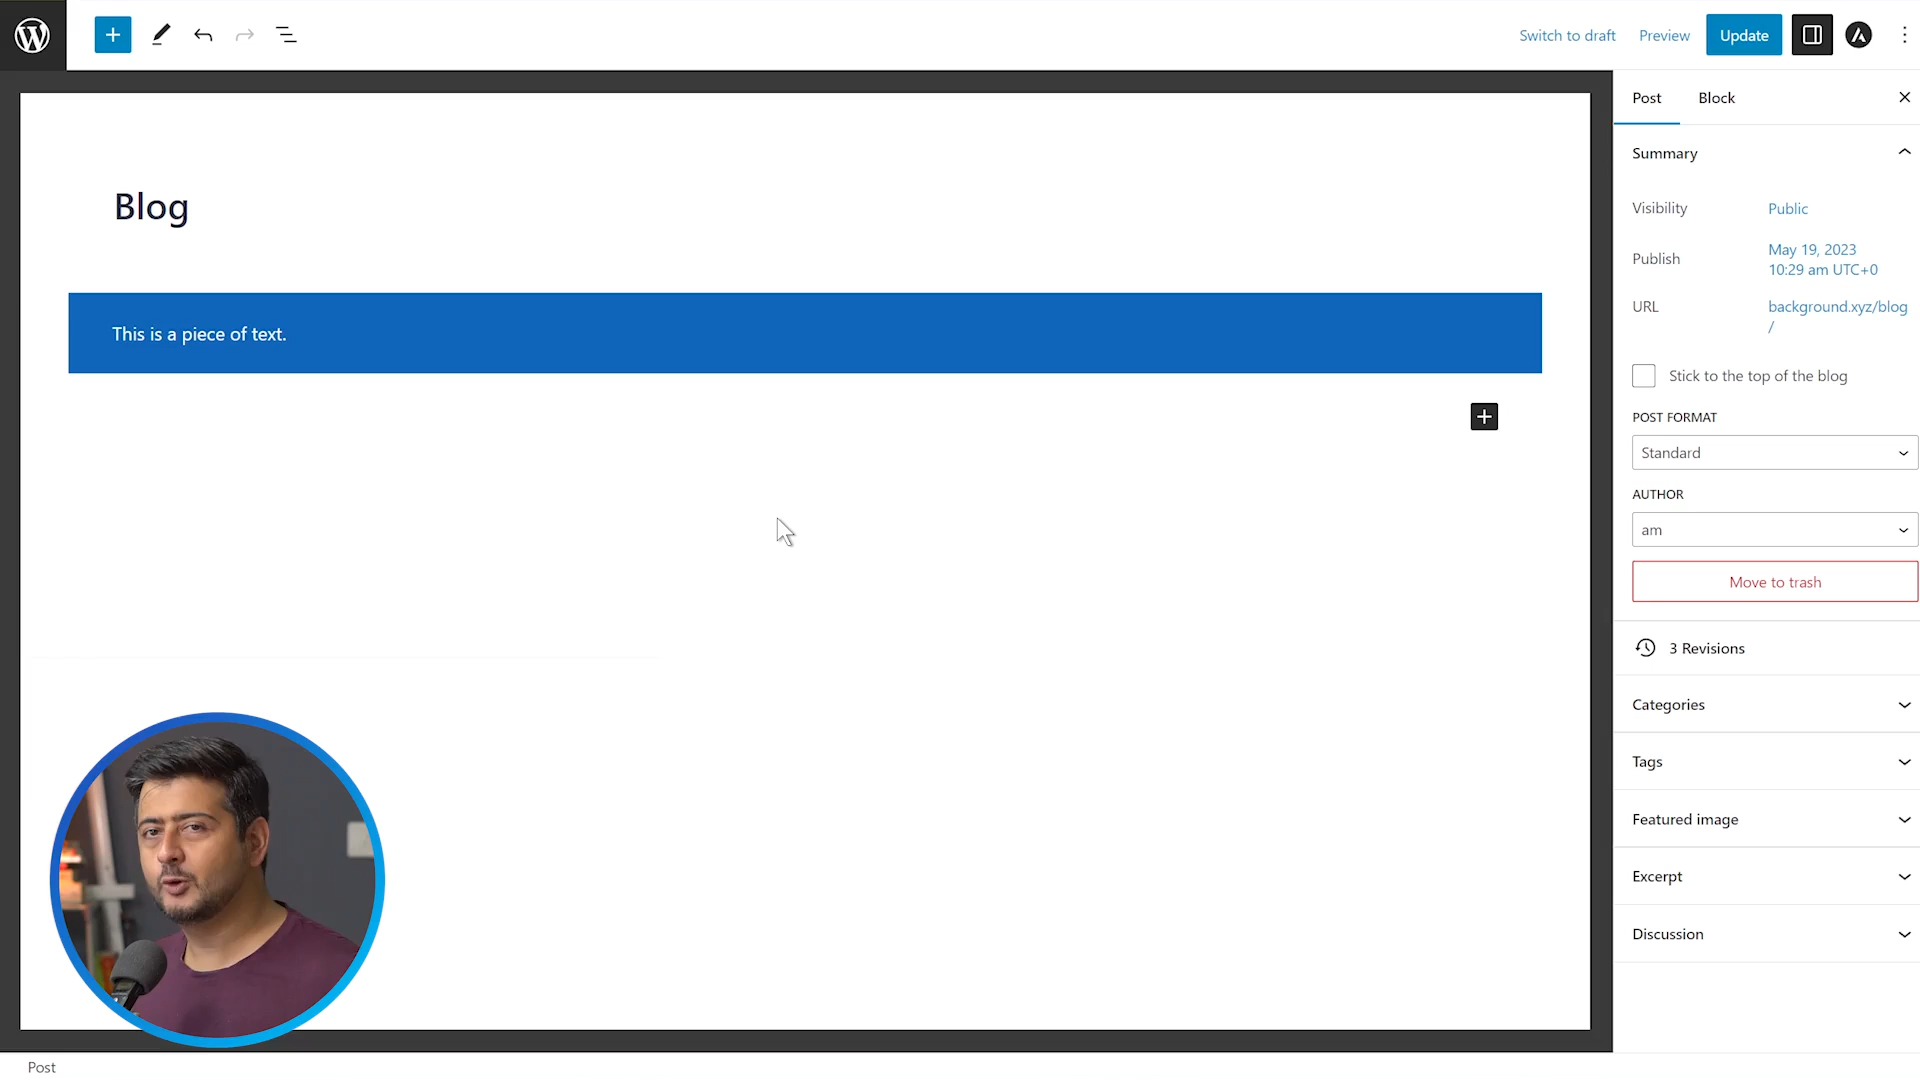 Switch to draft Preview Update
Post Block
Summary
Blog
Visibility Public
Publish May 19, 2023
10:29 am UTC+0
URL background.xyz/blog
/
This is a piece of text.
Stick to the top of the blog
POST FORMAT
Standard
AUTHOR
am
Move to trash
3 Revisions
Categories
Tags
Featured image
Excerpt
Discussion
Post